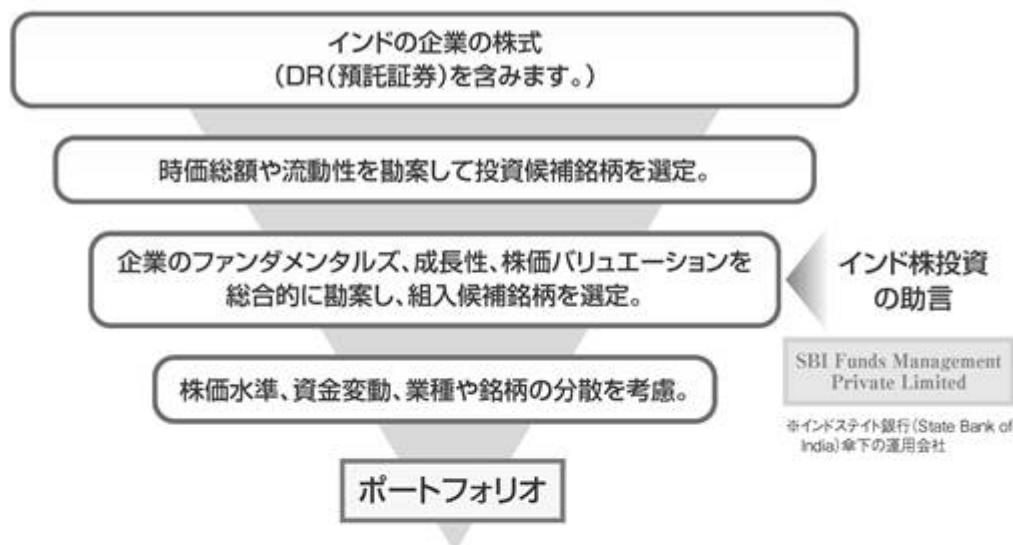 インドの企業の株式
(DR(預託証券)を含みます。)
時価総額や流動性を勘案して投資候補銘柄を選定。
企業のファンダメンタルズ、成長性、株価バリュエーションを
総合的に勘案し、組入候補銘柄を選定。
インド株投資
の助言
SBI Funds Management
Private Limited
※インドステイト銀行(State Bank of
India)傘下の運用会社
株価水準、資金変動、業種や銘柄の分散を考慮。
ポートフォリオ